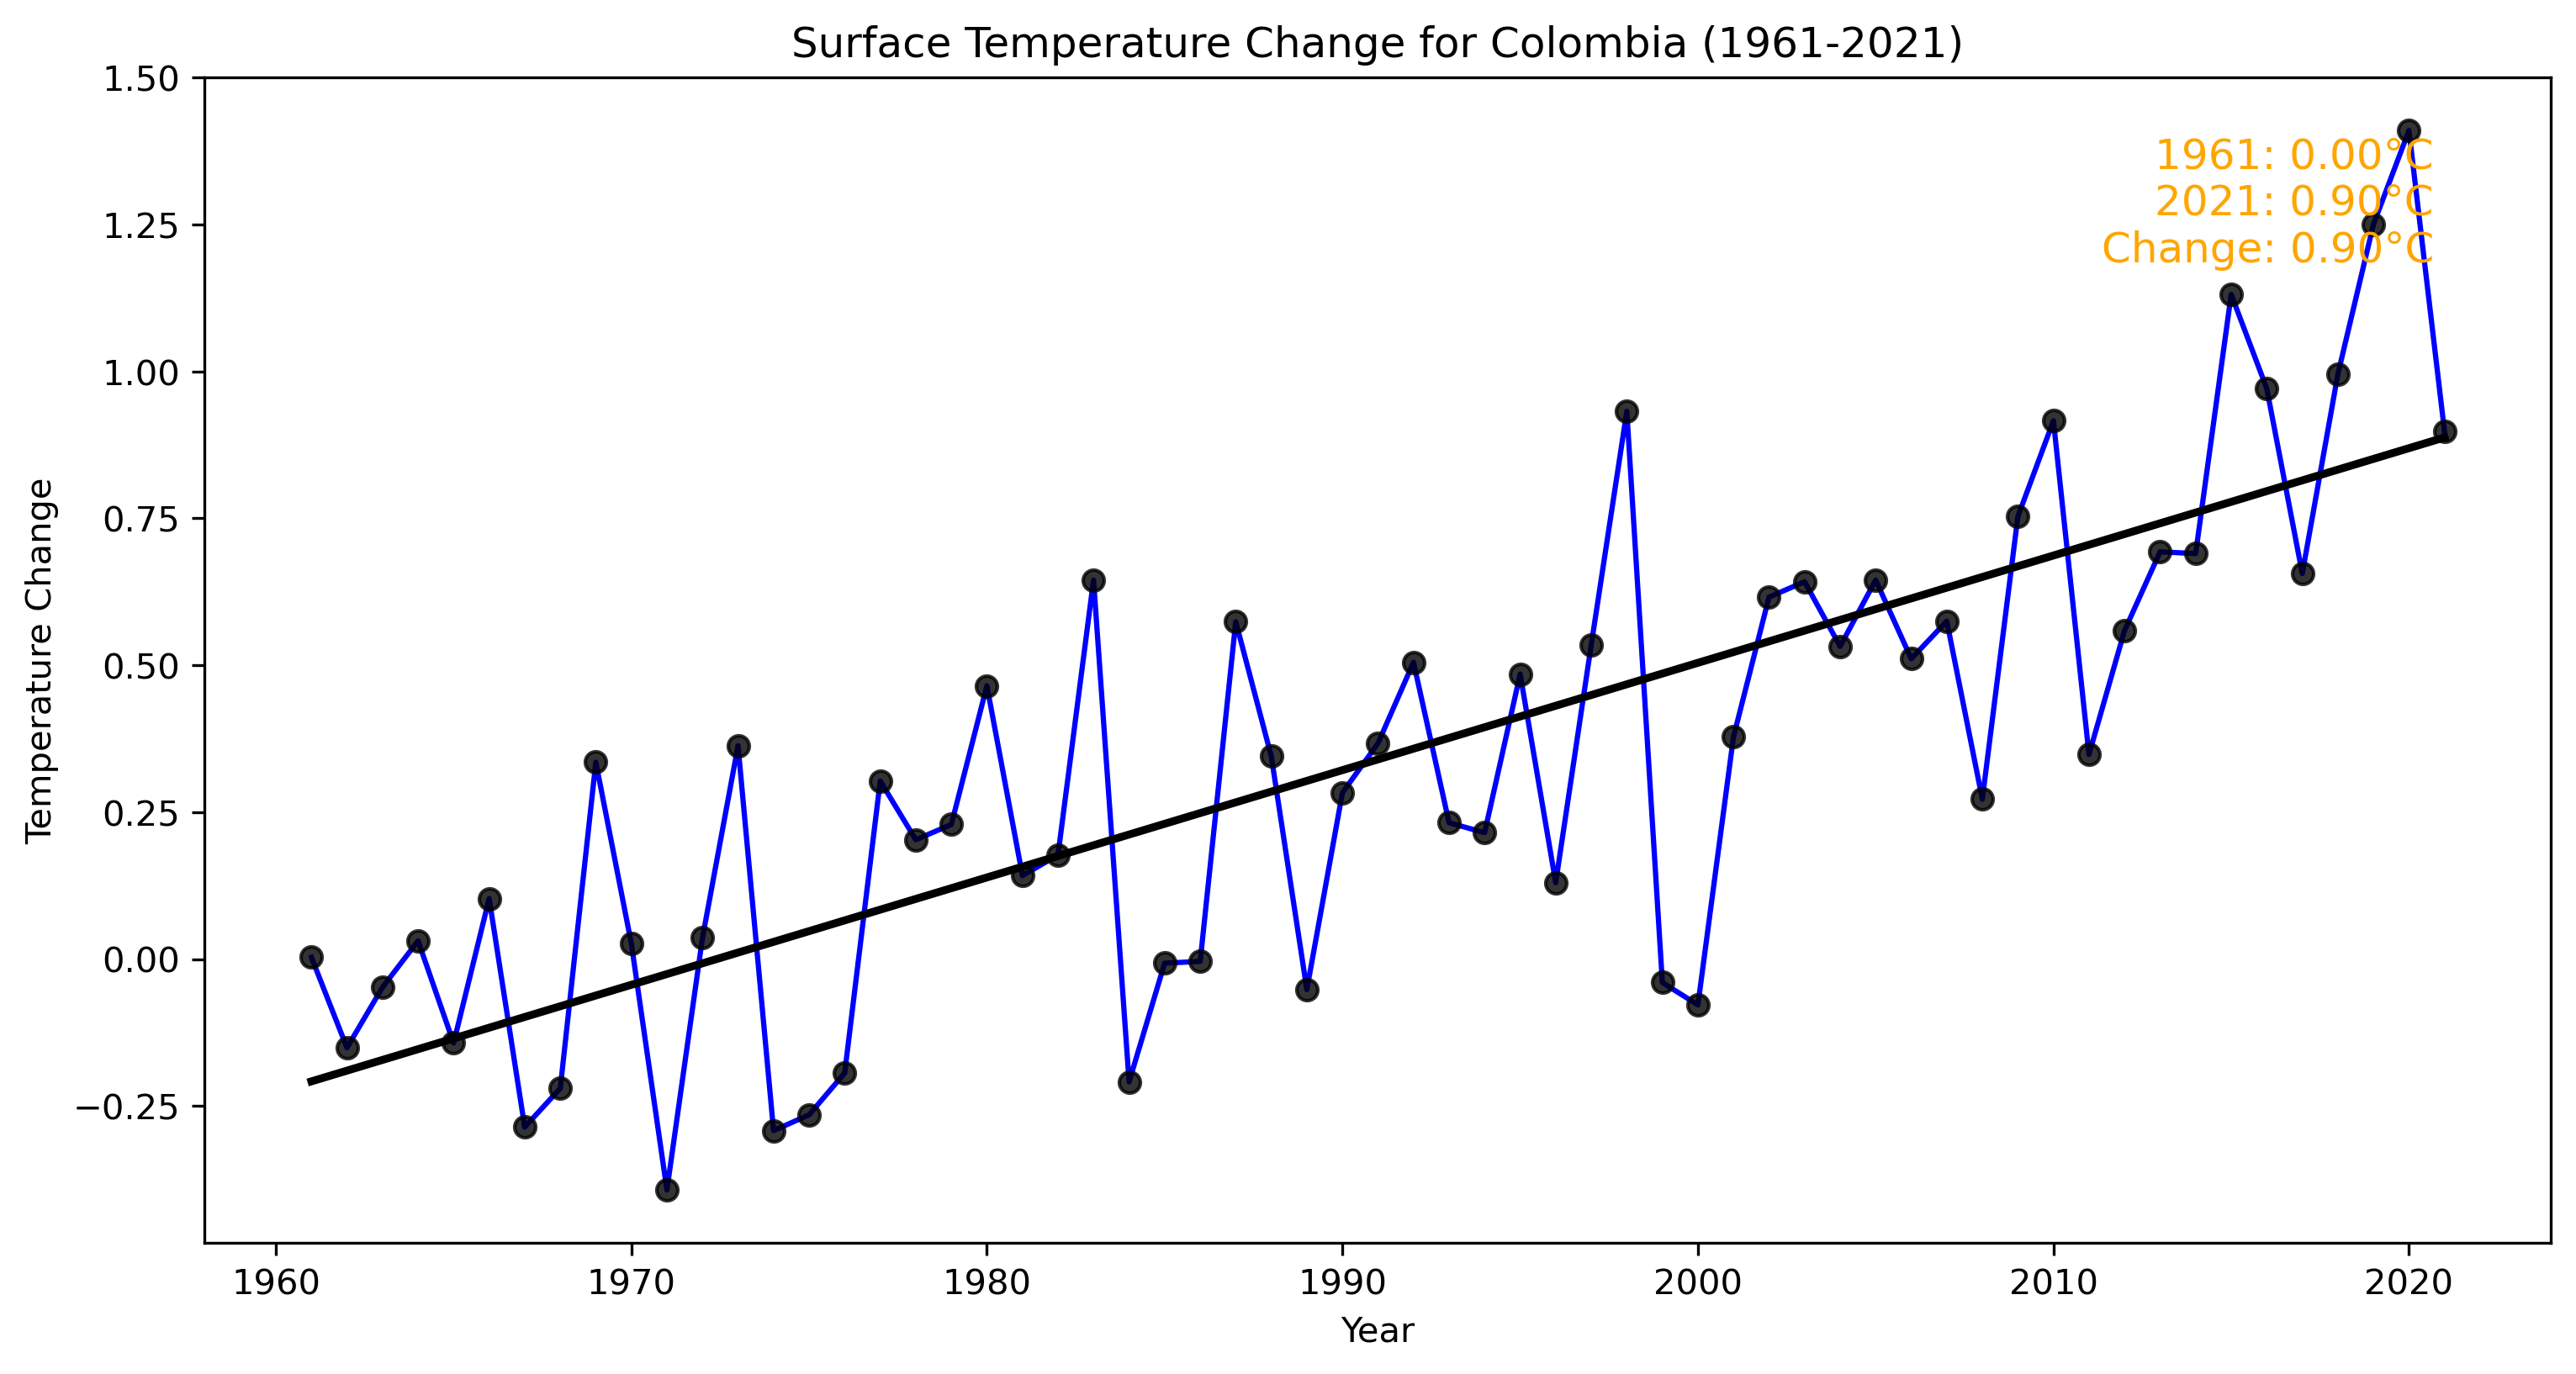 Surface Temperature Change for Colombia (1961-2021)
1.50
1.25
1.00
0.75
0.50
0.25
0.00
−0.25
Temperature Change
1961: 0.00°C
2021: 0.90°C
Change: 0.90°C
1960 1970 1980 1990 2000 2010 2020
Year